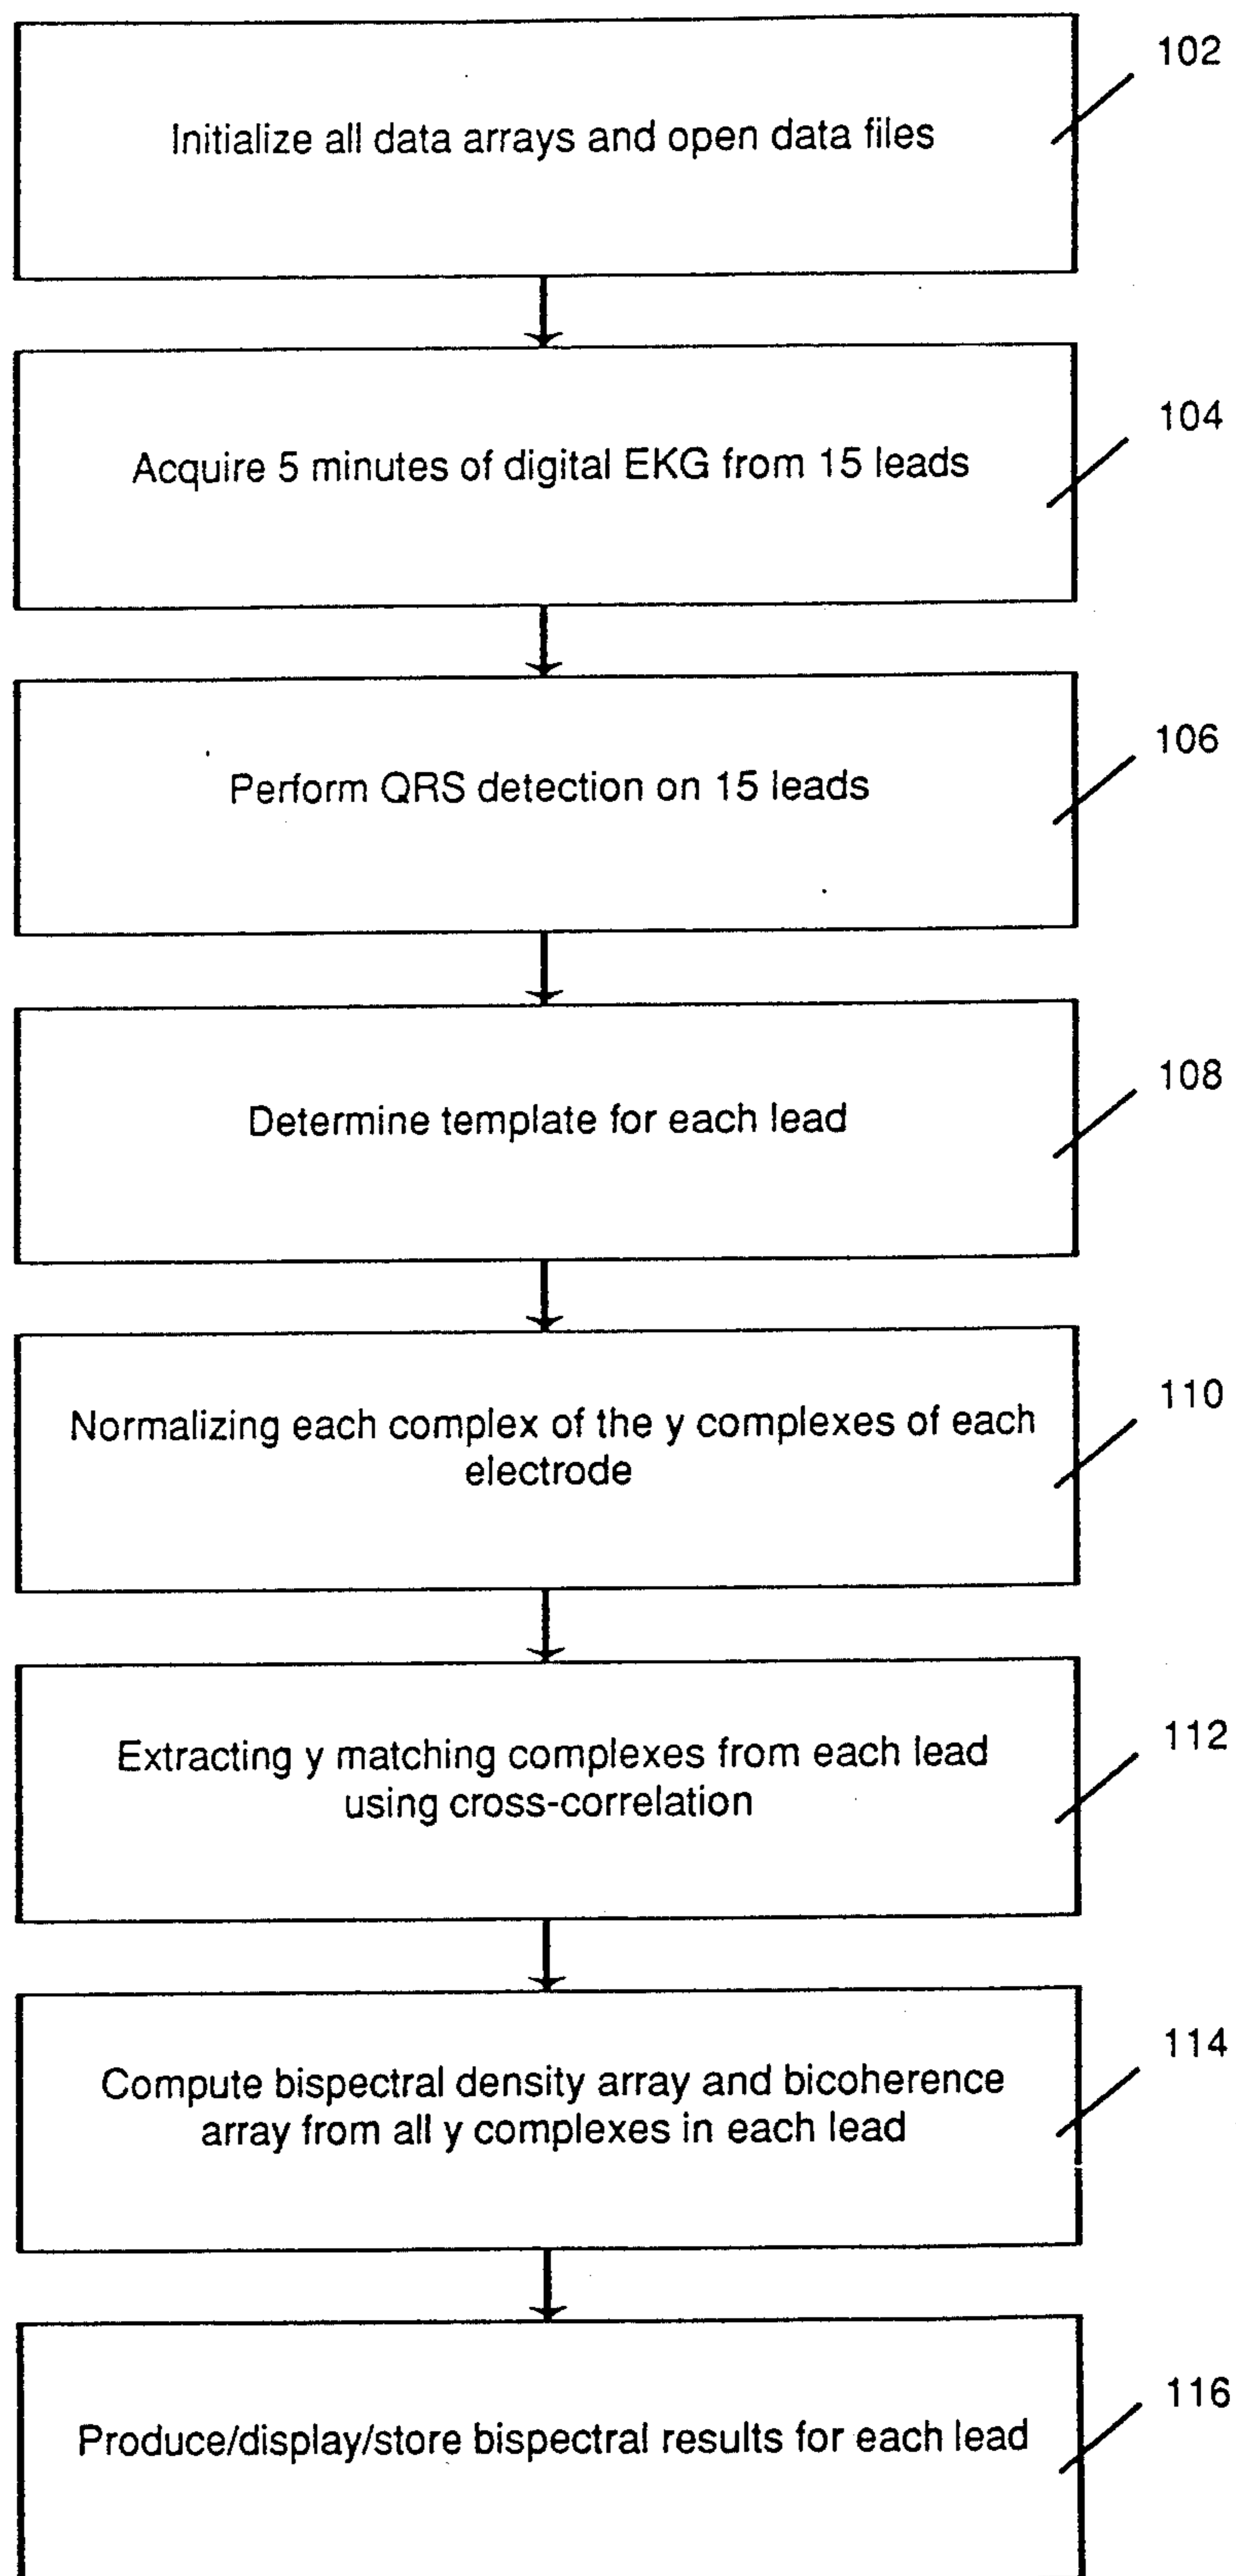 102
Initialize all data arrays and open data files
104
Acquire 5 minutes of digital EKG from 15 leads
106
Perform QRS detection on 15 leads
108
Determine template for each lead
110
Normalizing each complex of the y complexes of each
electrode
112
Extracting y matching complexes from each lead
using cross-correlation
114
Compute bispectral density array and bicoherence
array from all y complexes in each lead
116
Produce/display/store bispectral results for each lead